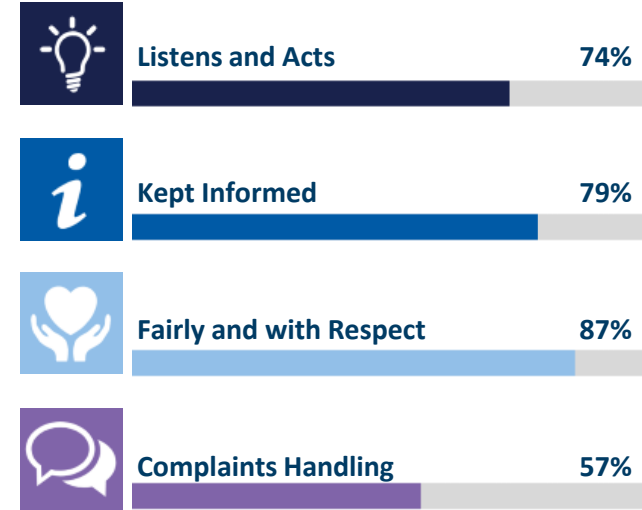 Listens and Acts 74%
Kept Informed 79%
Fairly and with Respect 87%
Complaints Handling 57%